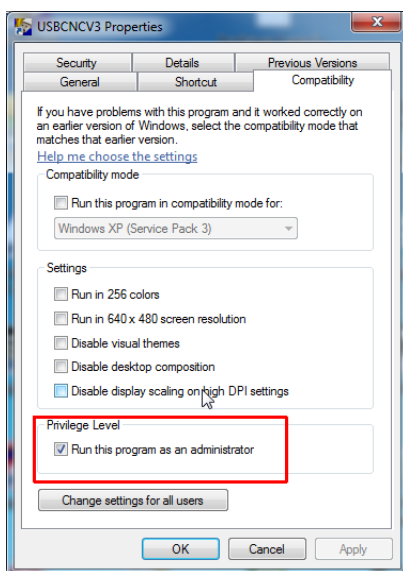 USBCNCV3 Properties
Security Details Previous Versions
General Shortcut Compatibility
If you have problems with this program and it worked correctly on
an earlier version of Windows, select the compatibility mode that
matches that earlier version.
Help me choose the settings
Compatibility mode
Run this program in compatibility mode for:
Windows XP (Service Pack 3)
Settings
Run in 256 colors
Run in 640 x 480 screen resolution
Disable visual themes
Disable desktop composition
Disable display scaling on high DPI settings
Privilege Level
Run this program as an administrator
Change settings for all users
OK Cancel Apply